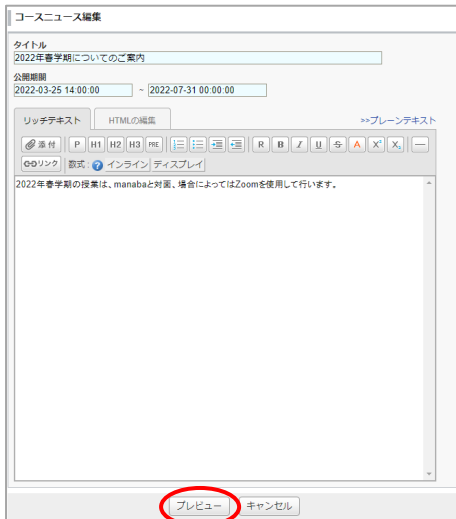 コースニュース編集
タイトル
2022年春学期についてのご案内
公開期間
2022-03-25 14:00:00 ~ 2022-07-31 00:00:00
リッチテキスト HTMLの編集 >>プレーンテキスト
添付 P H1 H2 H3 PRE R B I U S A X² X₂ —
リンク 数式: ? インライン ディスプレイ
2022年春学期の授業は、manabaと対面、場合によってはZoomを使用して行います。
プレビュー キャンセル